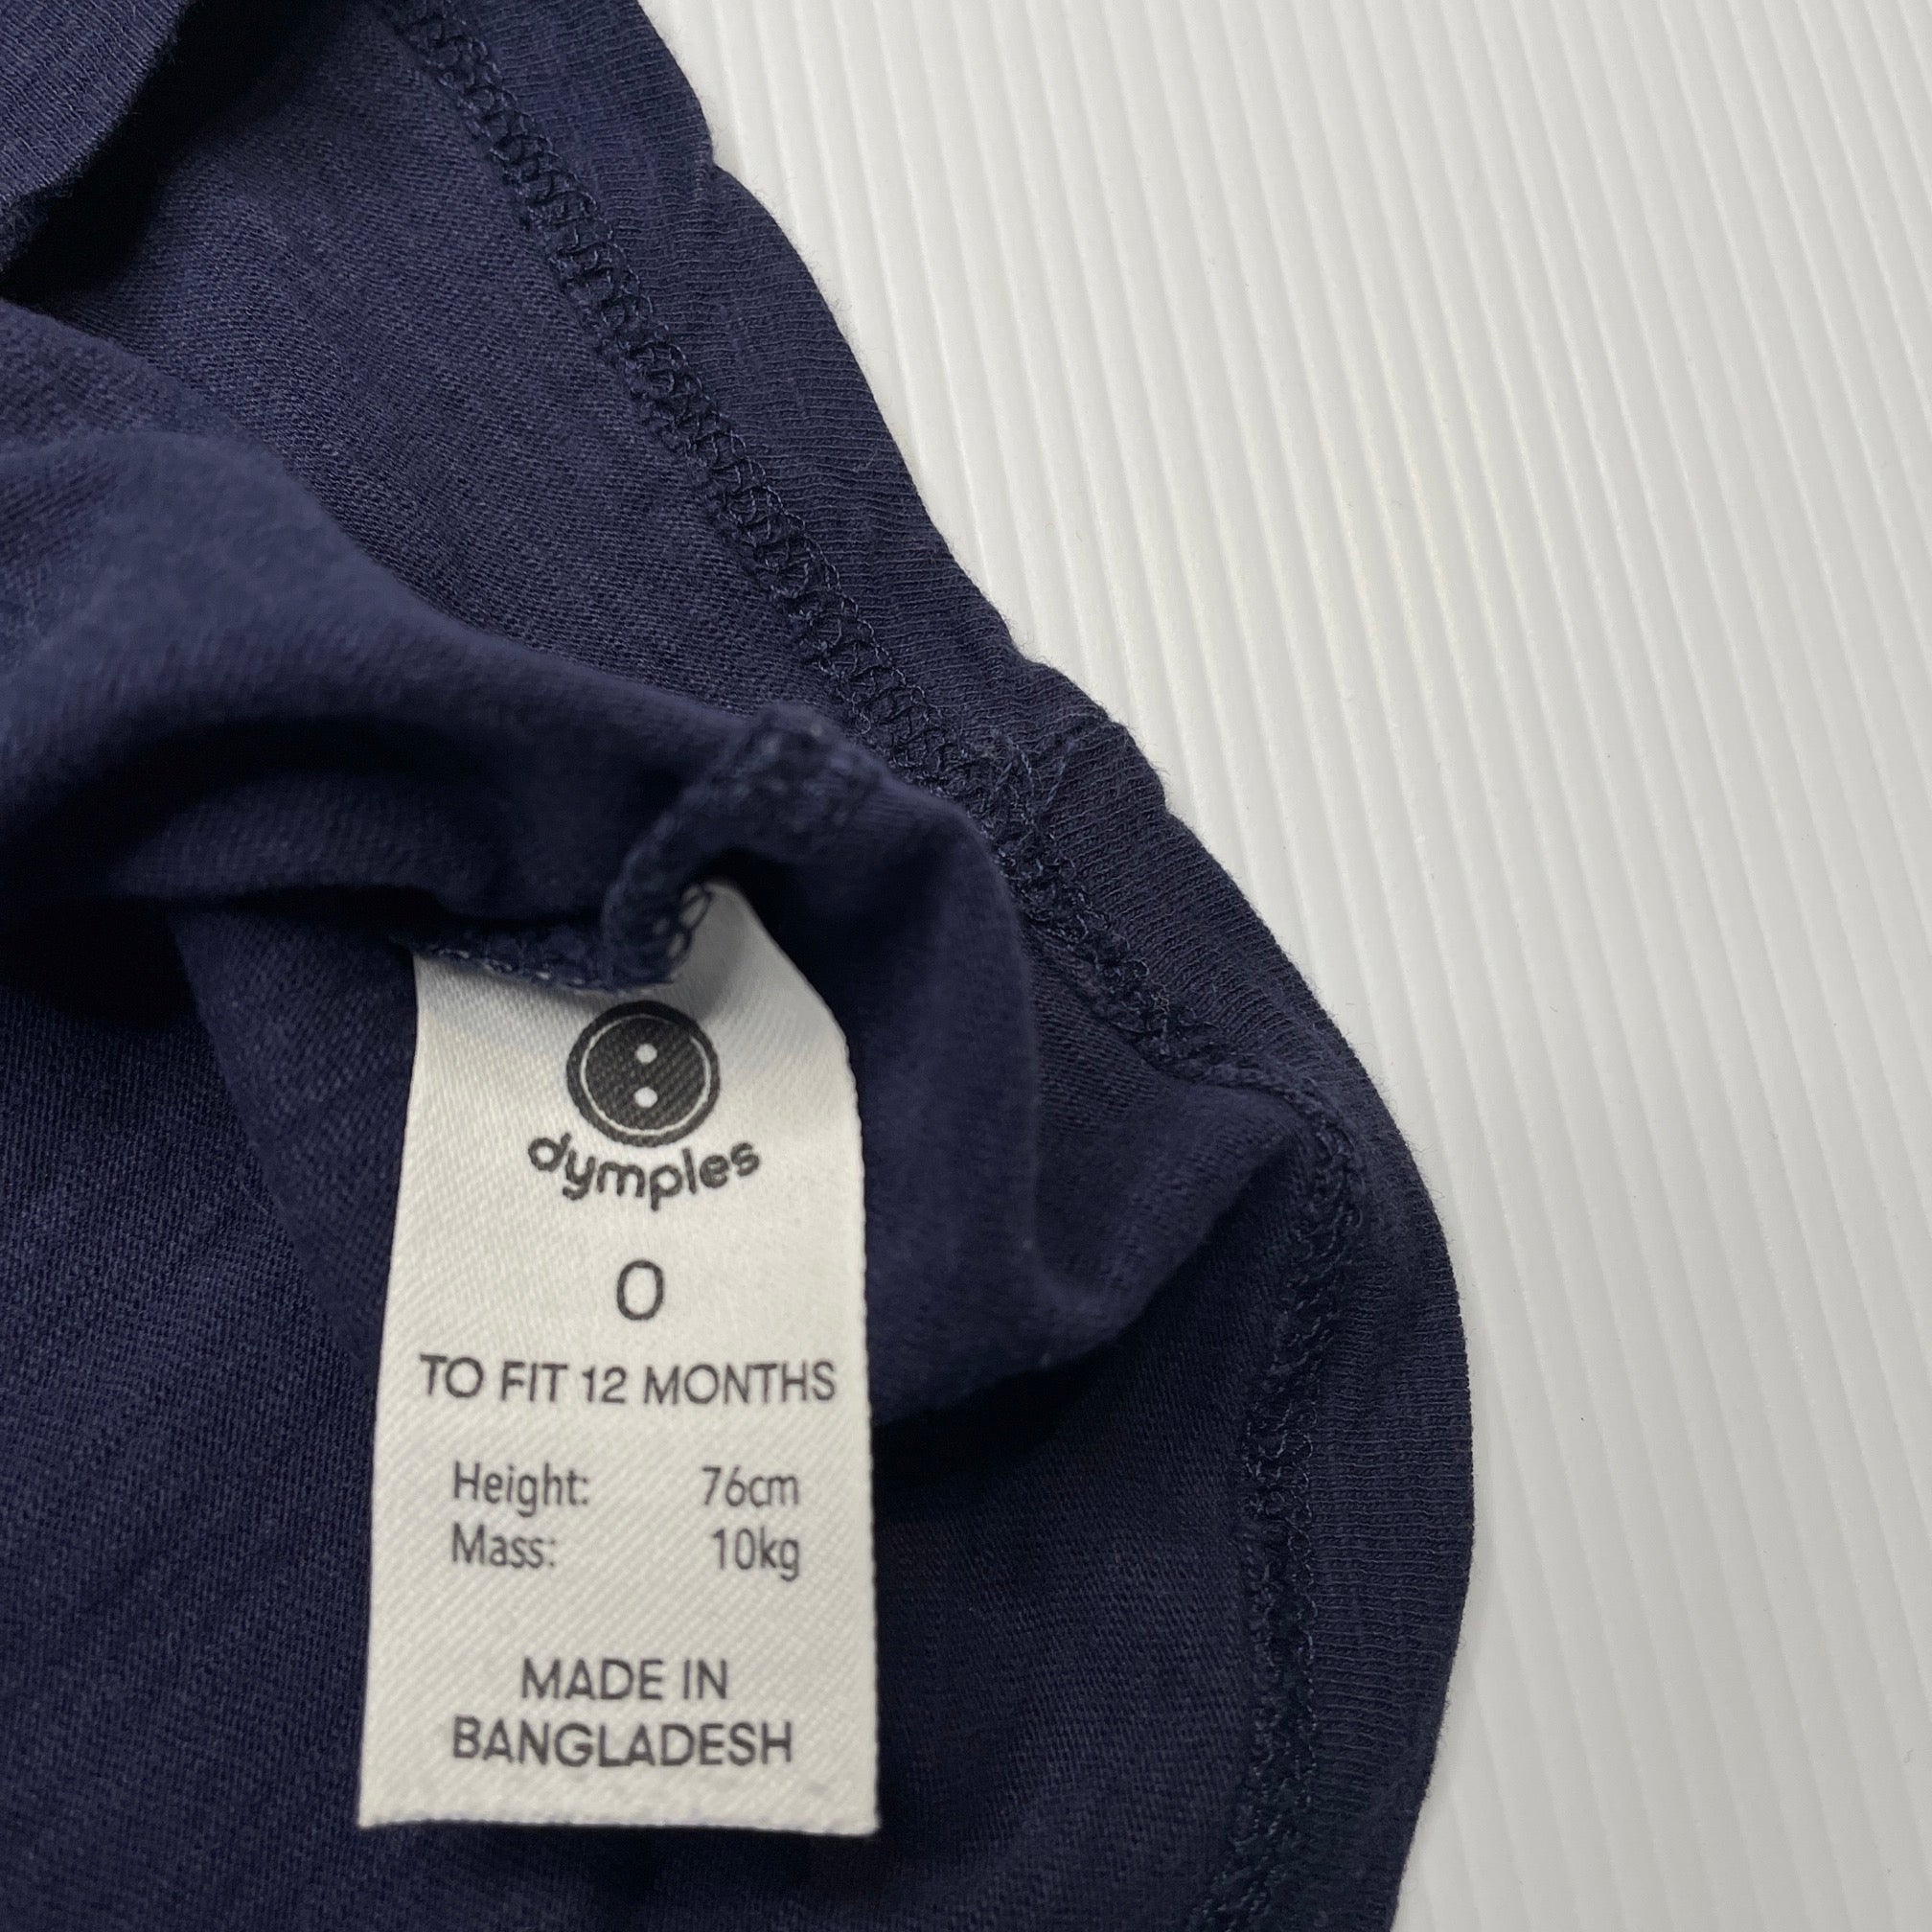 dymples
0
TO FIT 12 MONTHS
Height: 76cm
Mass: 10kg
MADE IN
BANGLADESH